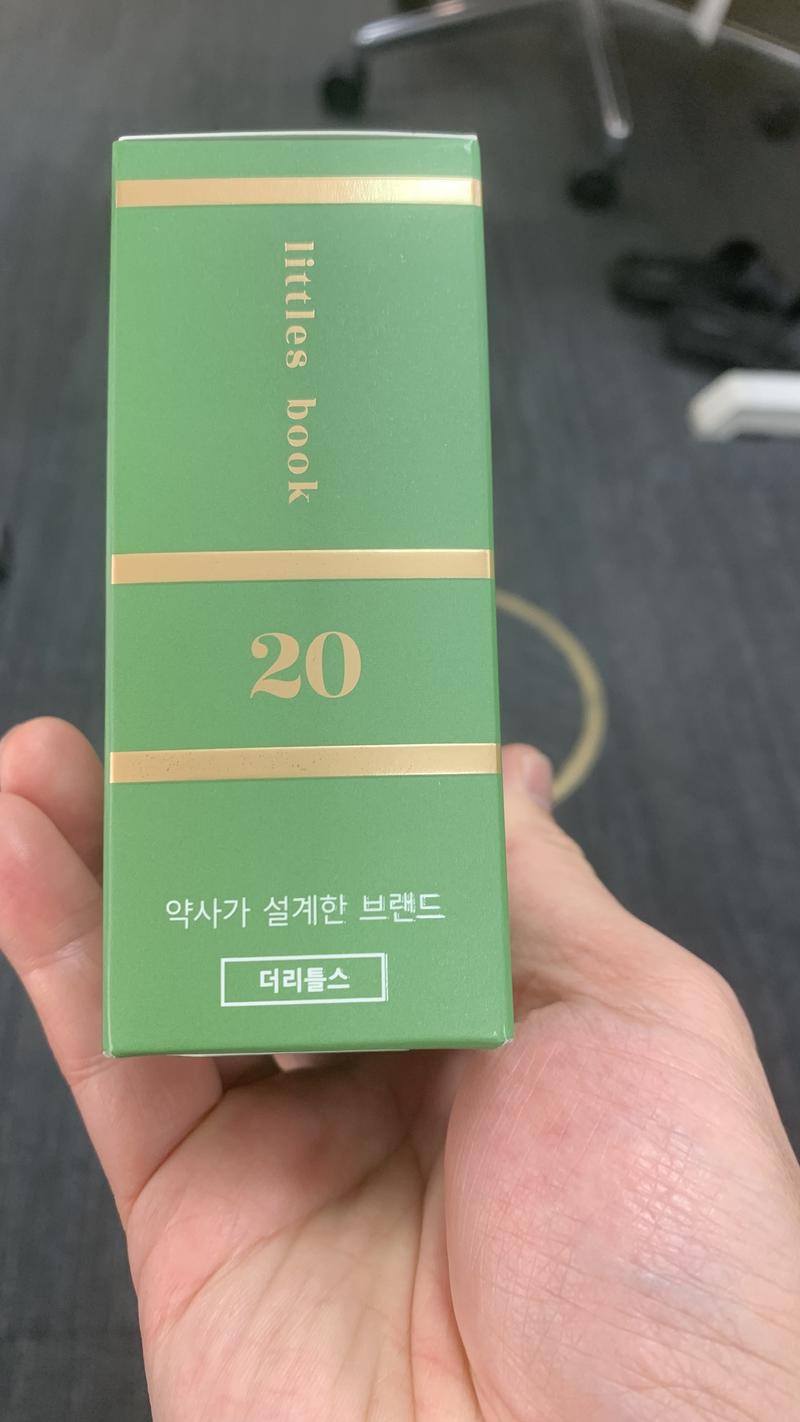 littles book
20
약사가 설계한 브랜드
더리틀스